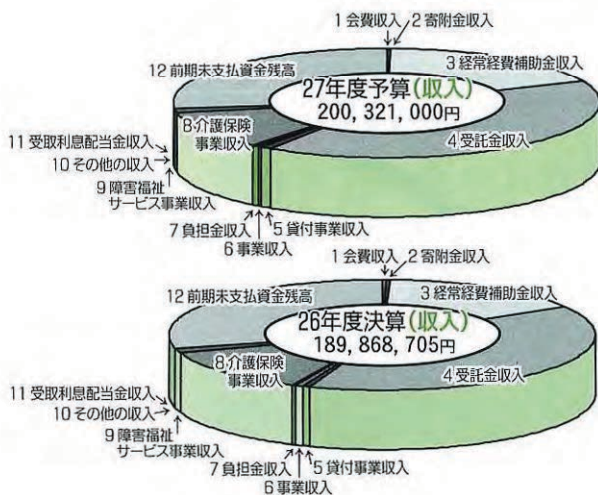 1 会費収入
2 寄附金収入
3 経常経費補助金収入
12 前期未支払資金残高
27年度予算(収入)
200, 321, 000円
4 受託金収入
8 介護保険
事業収入
11 受取利息配当金収入
10 その他の収入
9 障害福祉
サービス事業収入
7 負担金収入
6 事業収入
5 貸付事業収入
1 会費収入
2 寄附金収入
3 経常経費補助金収入
12 前期未支払資金残高
26年度決算(収入)
189, 868, 705円
4 受託金収入
8 介護保険
事業収入
11 受取利息配当金収入
10 その他の収入
9 障害福祉
サービス事業収入
7 負担金収入
6 事業収入
5 貸付事業収入